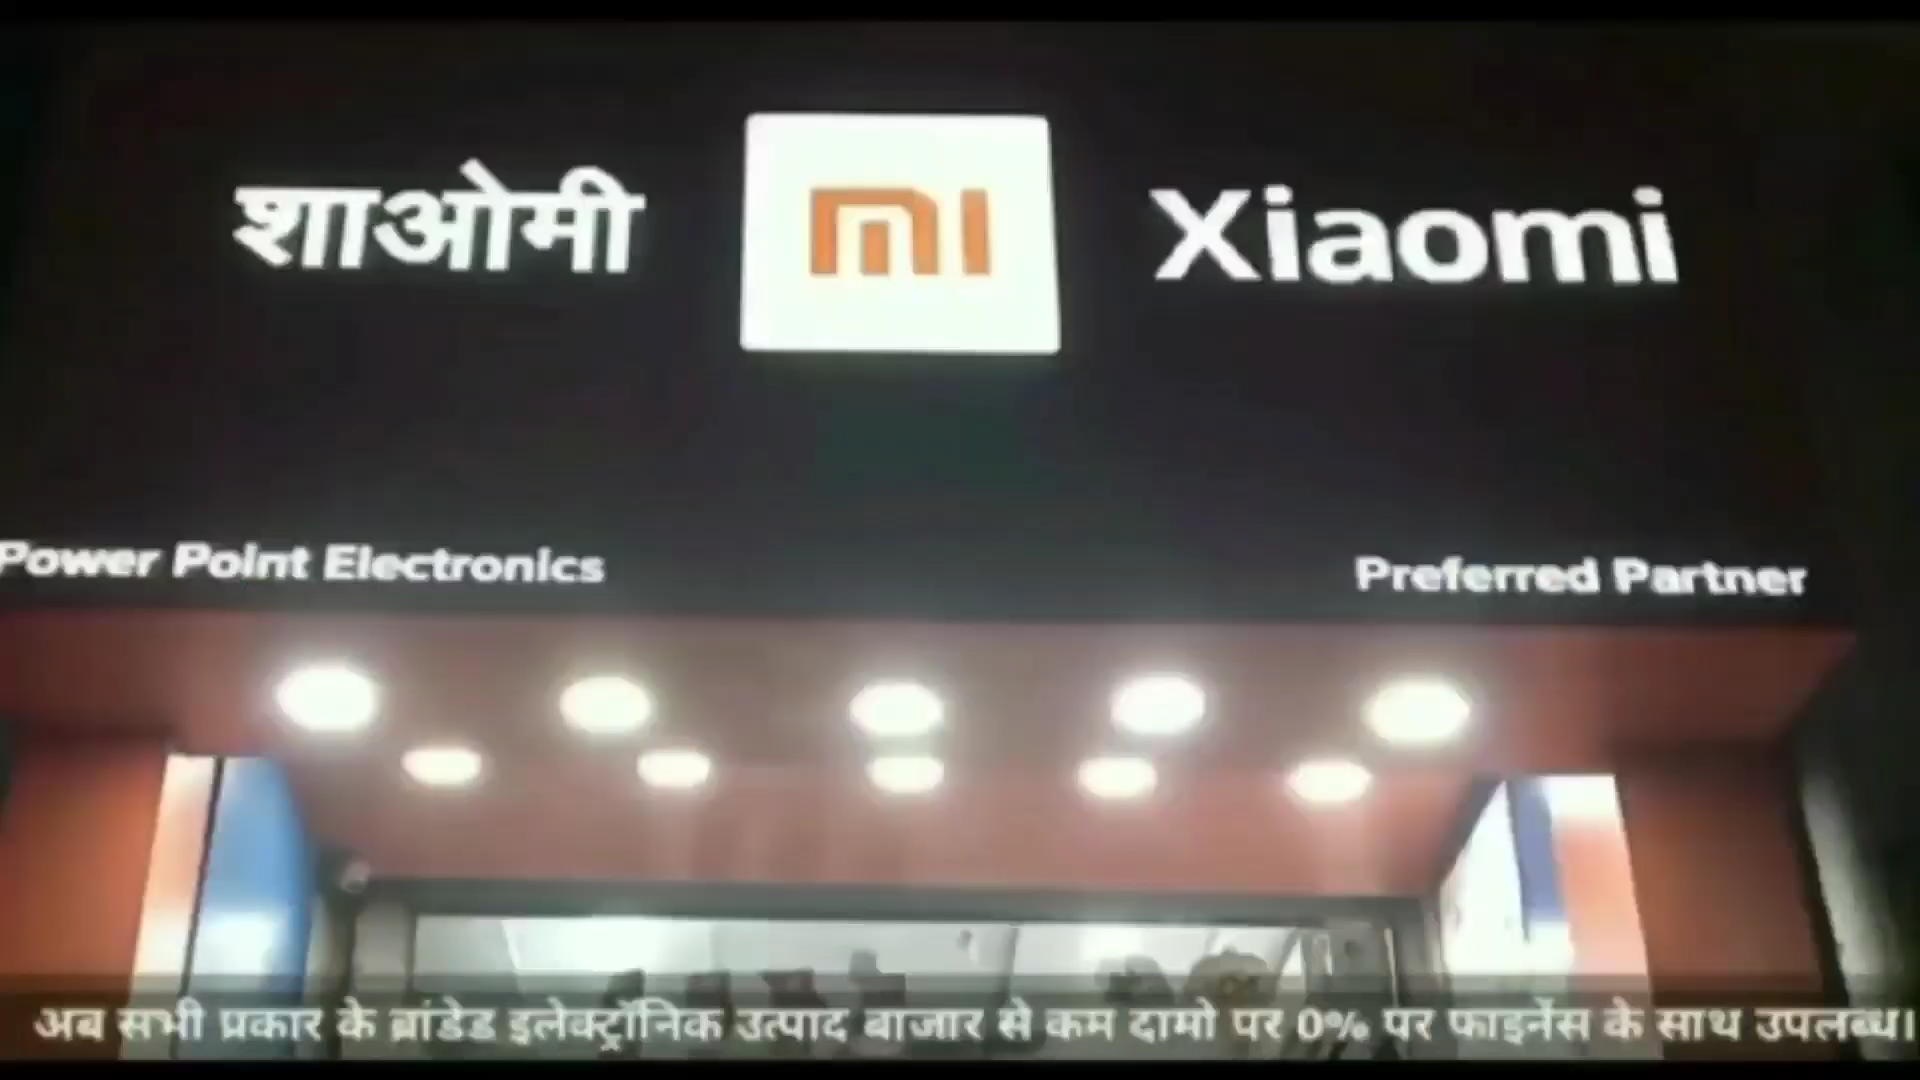 शाओमी mi Xiaomi
Power Point Electronics Preferred Partner
अब सभी प्रकार के ब्रांडेड इलेक्ट्रॉनिक उत्पाद बाजार से कम दामो पर 0% पर फाइनेंस के साथ उपलब्ध।